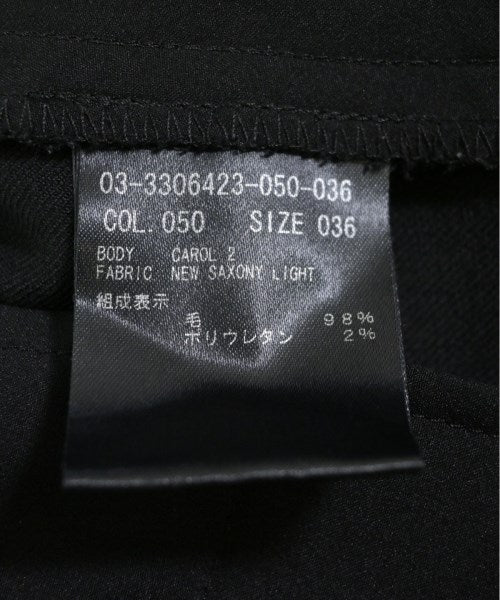 03-3306423-050-036
COL. 050 SIZE 036
BODY CAROL 2
FABRIC NEW SAXONY LIGHT
組成表示
毛 98%
ポリウレタン 2%